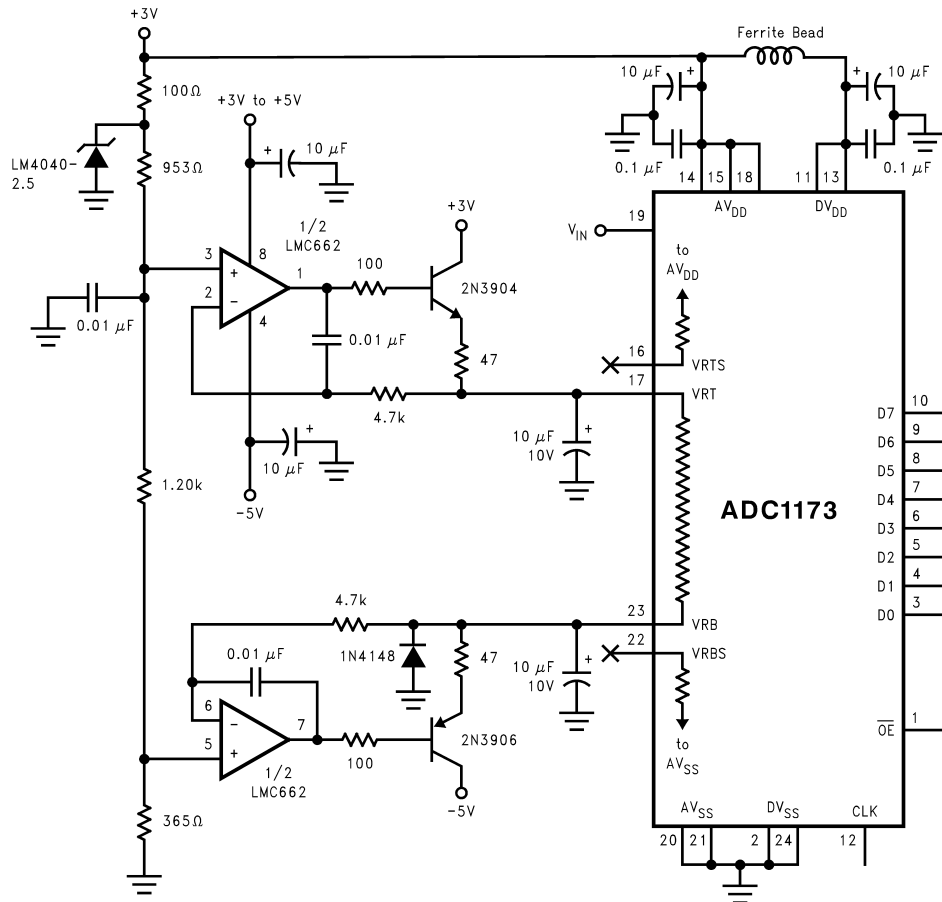 +3V
Ferrite Bead
10 μF +
+ 10 μF
100Ω
+3V to +5V
LM4040-
2.5
953Ω
+ 10 μF
0.1 μF
0.1 μF
14 15 18
11 13
AVDD
DVDD
1/2
LMC662
+3V
19
VIN
to
AVDD
3
+
8
1
100
2N3904
2
−
4
0.01 μF
0.01 μF
47
16
VRTS
17
VRT
4.7k
10
D7
9
D6
+
10 μF
10 μF
10V
+
8
D5
1.20k
-5V
7
D4
ADC1173
6
D3
5
D2
4
D1
3
D0
4.7k
23
VRB
22
VRBS
0.01 μF
1N4148
47
10 μF
10V
+
6
−
7
2N3906
5
+
100
to
AVSS
1
OE
1/2
LMC662
-5V
365Ω
AVSS
DVSS
CLK
20 21
2 24
12